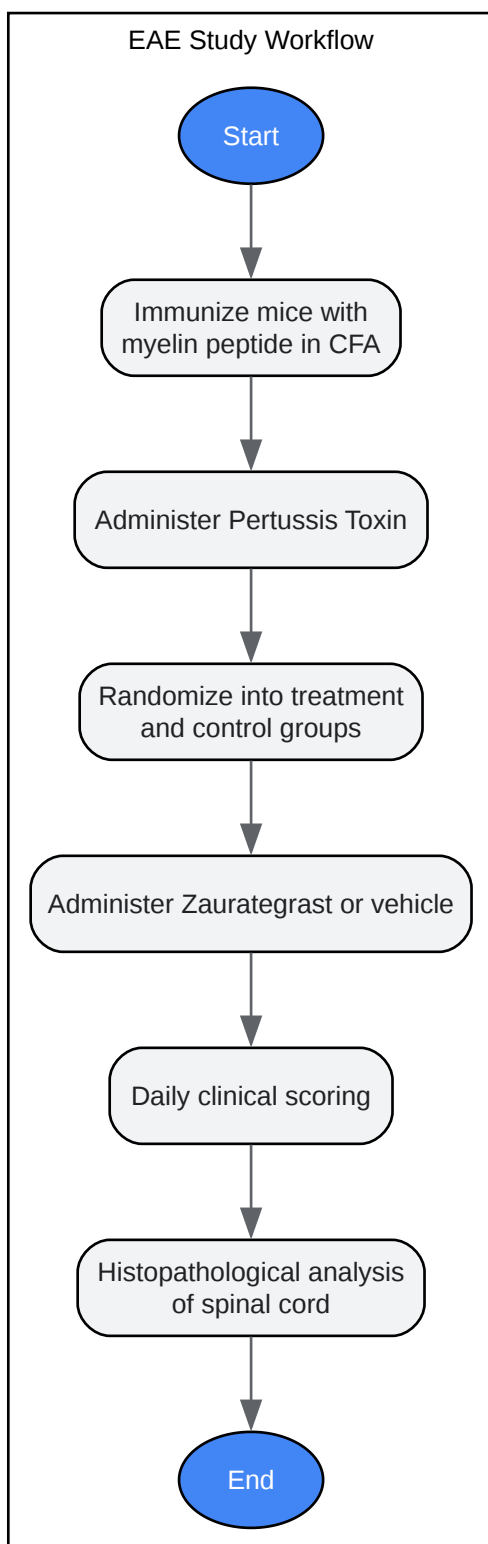 EAE Study Workflow
Start
Immunize mice with
myelin peptide in CFA
Administer Pertussis Toxin
Randomize into treatment
and control groups
Administer Zaurategrast or vehicle
Daily clinical scoring
Histopathological analysis
of spinal cord
End